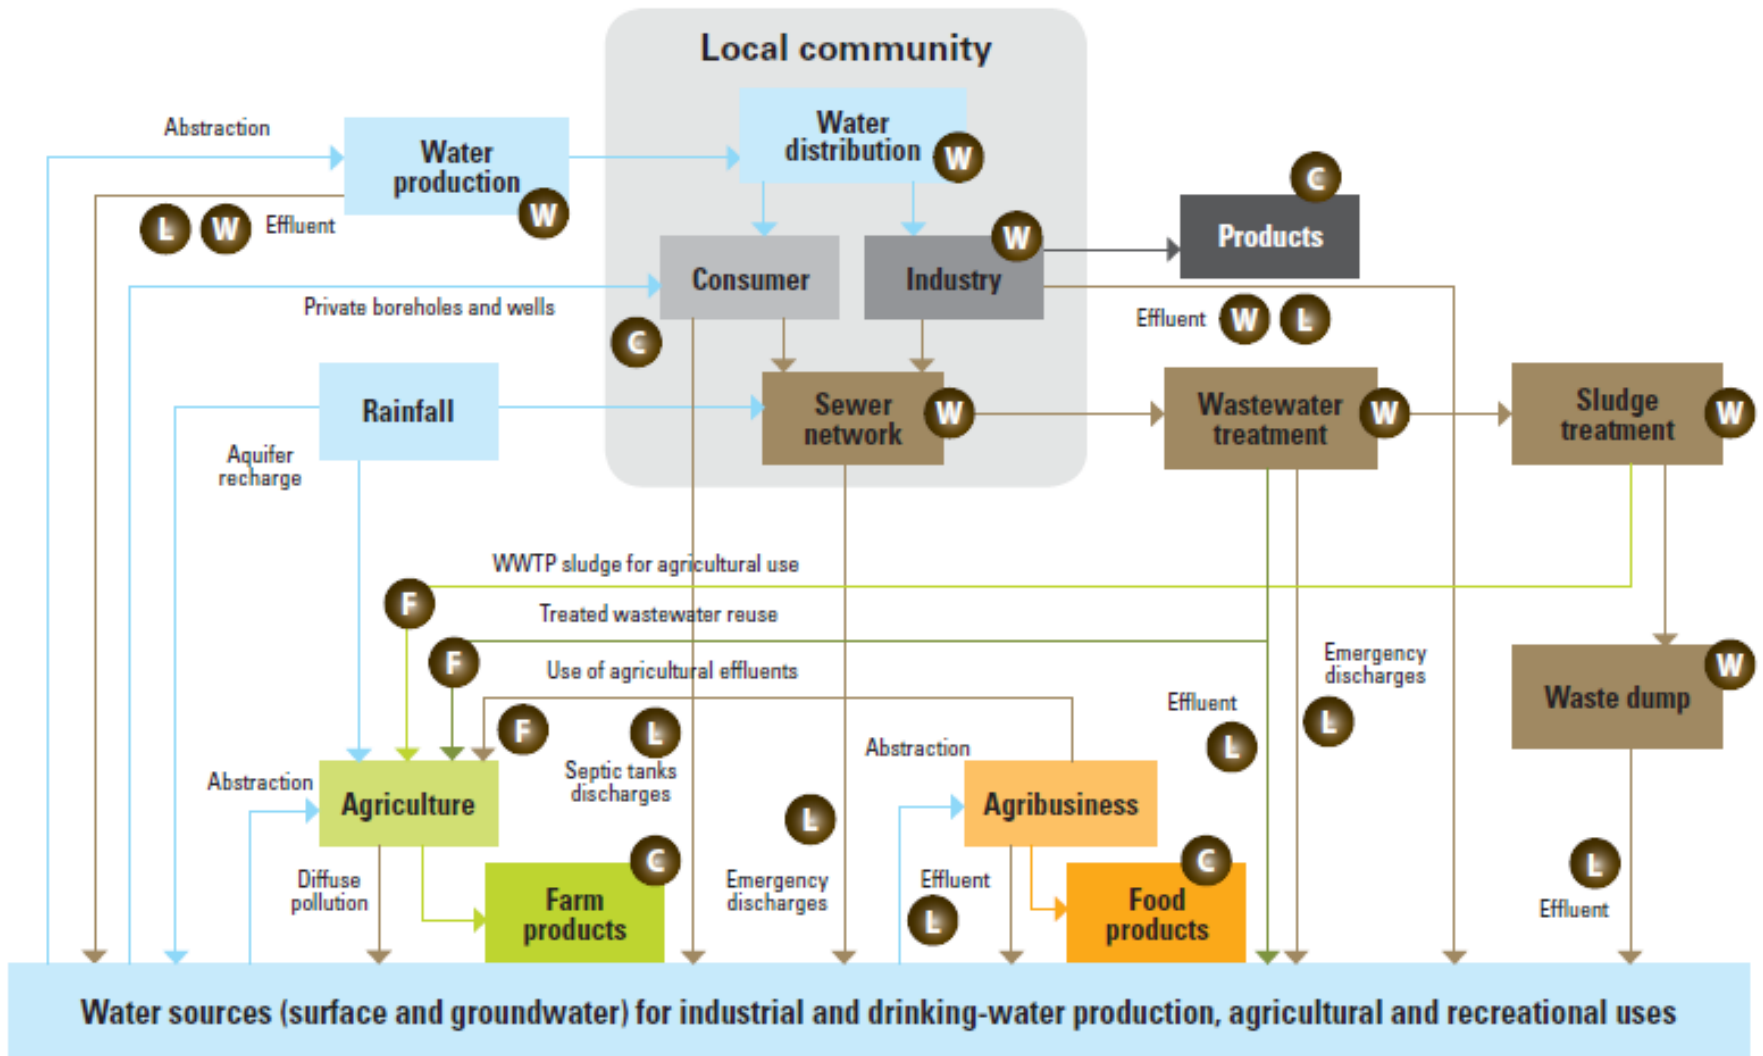 Local community
Abstraction
Water
production
W
Water
distribution
W
L
W
Effluent
C
Products
Consumer
Industry
W
Private boreholes and wells
C
Effluent
W
L
Rainfall
Sewer
network
W
Wastewater
treatment
W
Sludge
treatment
W
Aquifer
recharge
WWTP sludge for agricultural use
F
Treated wastewater reuse
F
Use of agricultural effluents
F
L
Septic tanks
discharges
Effluent
L
Emergency
discharges
L
Waste dump
W
Abstraction
Agriculture
Abstraction
Agribusiness
L
Emergency
discharges
Diffuse
pollution
Farm
products
C
Effluent
L
Food
products
C
L
Effluent
Water sources (surface and groundwater) for industrial and drinking-water production, agricultural and recreational uses